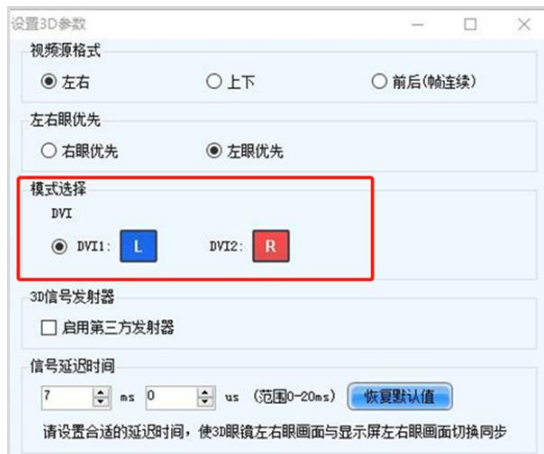 设置3D参数
视频源格式
左右 上下 前后(帧连续)
左右眼优先
右眼优先 左眼优先
模式选择
DVI
DVI1: L DVI2: R
3D信号发射器
启用第三方发射器
信号延迟时间
7 ms 0 us (范围0-20ms) 恢复默认值
请设置合适的延迟时间，使3D眼镜左右眼画面与显示屏左右眼画面切换同步